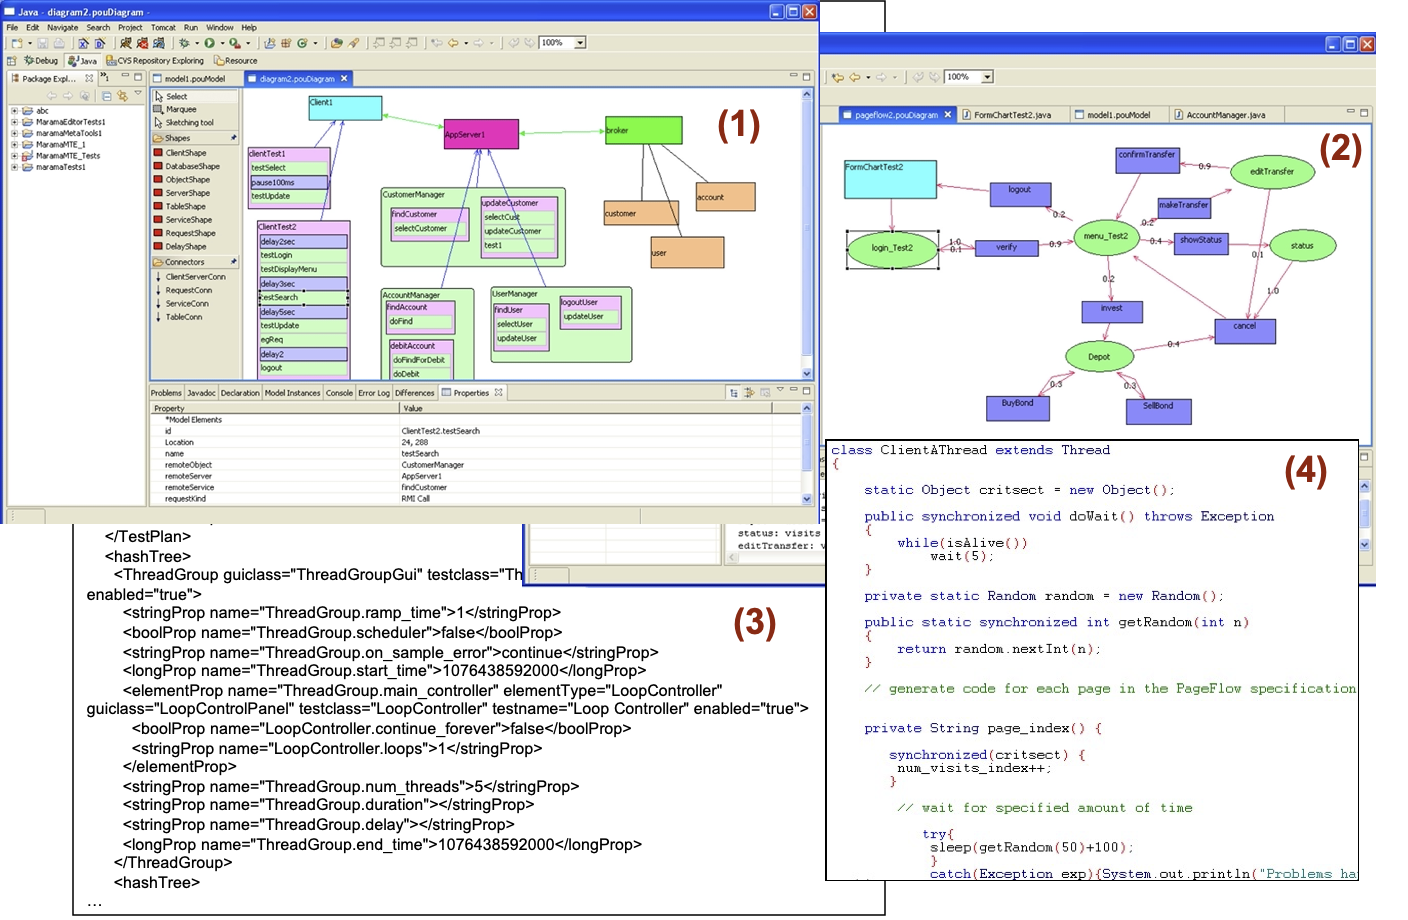 Java - diagram2.pouDiagram
File Edit Navigate Search Project Tomcat Run Window Help
100%
Debug Java CVS Repository Exploring Resource
Package Expl...
abc
MaramaEditorTests1
maramaMetaTools1
MaramaMTE_1
MaramaMTE_Tests
maramaTests1
model1.pouModel
diagram2.pouDiagram
Select
Marquee
Sketching tool
Shapes
ClientShape
DatabaseShape
ObjectShape
ServerShape
TableShape
ServiceShape
RequestShape
DelayShape
Connectors
ClientServerConn
RequestConn
ServiceConn
TableConn
(1)
Client1
AppServer1
broker
clientTest1
testSelect
pause100ms
testUpdate
CustomerManager
findCustomer
selectCustomer
updateCustomer
selectCust
updateCustomer
test1
account
customer
user
ClientTest2
delay2sec
testLogin
testDisplayMenu
delay3sec
testSearch
delay5sec
testUpdate
egReq
delay2
logout
AccountManager
findAccount
doFind
debitAccount
doFindForDebit
doDebit
UserManager
findUser
selectUser
updateUser
logoutUser
updateUser
Problems Javadoc Declaration Model Instances Console Error Log Differences Properties
Property Value
*Model Elements
id ClientTest2.testSearch
Location 24, 288
name testSearch
remoteObject CustomerManager
remoteServer AppServer1
remoteService findCustomer
requestKind RMI Call
100%
pageflow2.pouDiagram FormChartTest2.java model1.pouModel AccountManager.java
(2)
FormChartTest2
confirmTransfer
0.9
editTransfer
logout
0.2
makeTransfer
0.2
login_Test2
1.0
0.1
verify
0.9
menu_Test2
0.4
showStatus
0.1
status
0.2
1.0
invest
cancel
0.4
Depot
0.3
0.3
BuyBond
SellBond
status: visits
editTransfer: v
</TestPlan>
<hashTree>
<ThreadGroup guiclass="ThreadGroupGui" testclass="Th
enabled="true">
<stringProp name="ThreadGroup.ramp_time">1</stringProp>
<boolProp name="ThreadGroup.scheduler">false</boolProp>
<stringProp name="ThreadGroup.on_sample_error">continue</stringProp>
<longProp name="ThreadGroup.start_time">1076438592000</longProp>
<elementProp name="ThreadGroup.main_controller" elementType="LoopController"
guiclass="LoopControlPanel" testclass="LoopController" testname="Loop Controller" enabled="true">
<boolProp name="LoopController.continue_forever">false</boolProp>
<stringProp name="LoopController.loops">1</stringProp>
</elementProp>
<stringProp name="ThreadGroup.num_threads">5</stringProp>
<stringProp name="ThreadGroup.duration"></stringProp>
<stringProp name="ThreadGroup.delay"></stringProp>
<longProp name="ThreadGroup.end_time">1076438592000</longProp>
</ThreadGroup>
<hashTree>
...
(3)
class ClientAThread extends Thread
{
static Object critsect = new Object();
public synchronized void doWait() throws Exception
{
while(isAlive())
wait(5);
}
private static Random random = new Random();
public static synchronized int getRandom(int n)
{
return random.nextInt(n);
}
// generate code for each page in the PageFlow specification
private String page_index() {
synchronized(critsect) {
num_visits_index++;
}
// wait for specified amount of time
try{
sleep(getRandom(50)+100);
}
catch(Exception exp){System.out.println("Problems ha
(4)